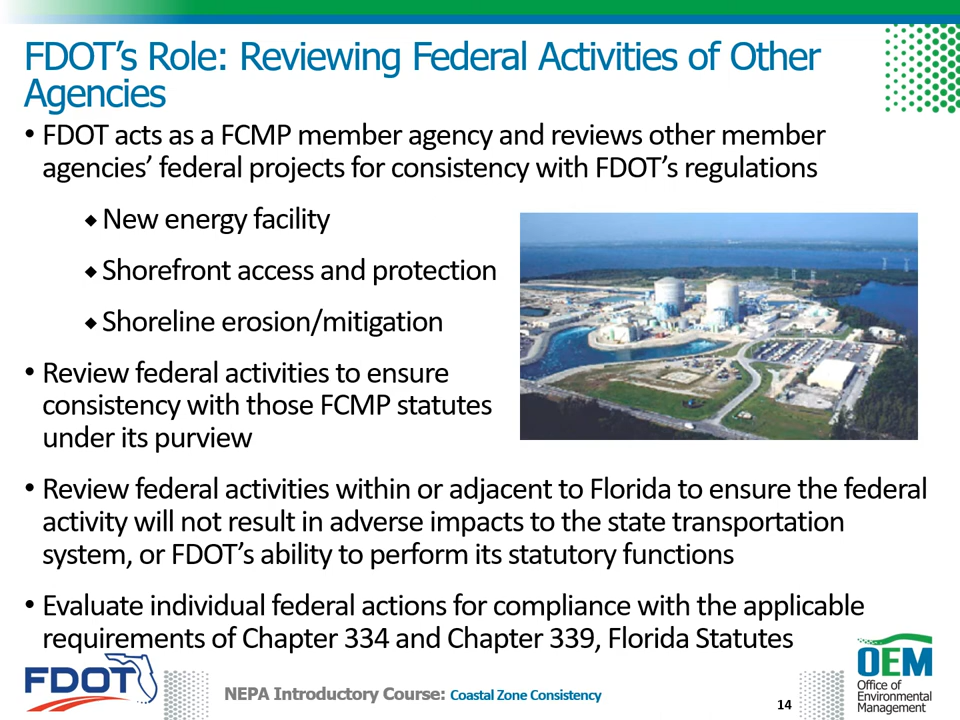 FDOT’s Role: Reviewing Federal Activities of Other
Agencies
• FDOT acts as a FCMP member agency and reviews other member
agencies’ federal projects for consistency with FDOT’s regulations
◆ New energy facility
◆ Shorefront access and protection
◆ Shoreline erosion/mitigation
• Review federal activities to ensure
consistency with those FCMP statutes
under its purview
• Review federal activities within or adjacent to Florida to ensure the federal
activity will not result in adverse impacts to the state transportation
system, or FDOT’s ability to perform its statutory functions
• Evaluate individual federal actions for compliance with the applicable
requirements of Chapter 334 and Chapter 339, Florida Statutes
FDOT
NEPA Introductory Course: Coastal Zone Consistency
14
OEM
Office of
Environmental
Management